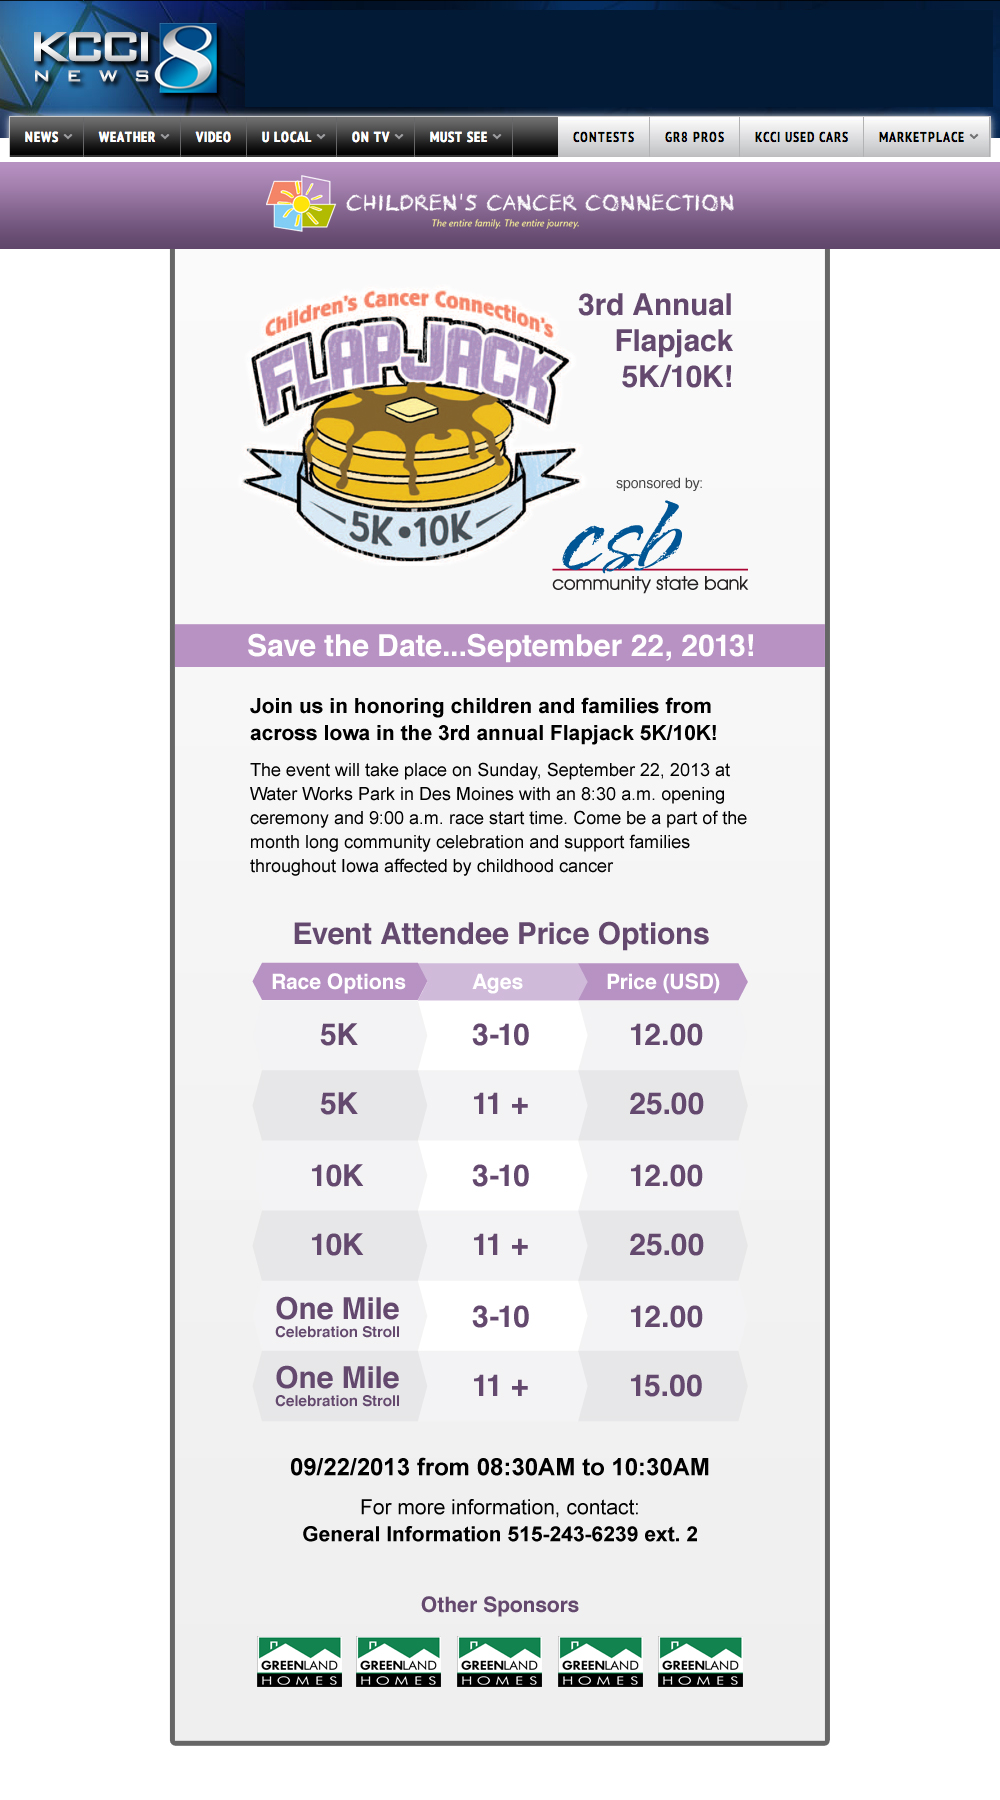 KCCI 8
NEWS
NEWS WEATHER VIDEO U LOCAL ON TV MUST SEE CONTESTS GR8 PROS KCCI USED CARS MARKETPLACE
CHILDREN'S CANCER CONNECTION
The entire family. The entire journey.
Children's Cancer Connection's
FLAPJACK
5K • 10K
3rd Annual
Flapjack
5K/10K!
sponsored by:
csb
community state bank
Save the Date...September 22, 2013!
Join us in honoring children and families from
across Iowa in the 3rd annual Flapjack 5K/10K!
The event will take place on Sunday, September 22, 2013 at
Water Works Park in Des Moines with an 8:30 a.m. opening
ceremony and 9:00 a.m. race start time. Come be a part of the
month long community celebration and support families
throughout Iowa affected by childhood cancer
Event Attendee Price Options
Race Options Ages Price (USD)
5K 3-10 12.00
5K 11 + 25.00
10K 3-10 12.00
10K 11 + 25.00
One Mile
Celebration Stroll
3-10 12.00
One Mile
Celebration Stroll
11 + 15.00
09/22/2013 from 08:30AM to 10:30AM
For more information, contact:
General Information 515-243-6239 ext. 2
Other Sponsors
GREENLAND GREENLAND GREENLAND GREENLAND GREENLAND
HOMES HOMES HOMES HOMES HOMES